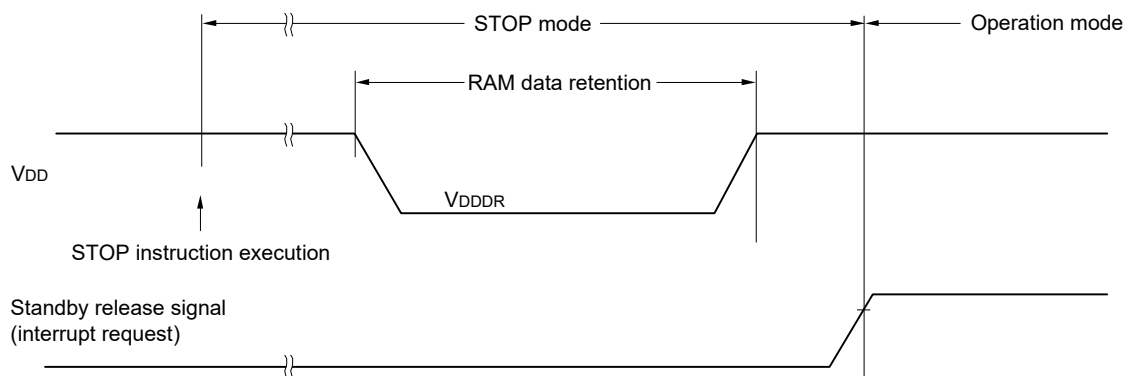 STOP mode
Operation mode
RAM data retention
VDD
VDDDR
STOP instruction execution
Standby release signal
(interrupt request)